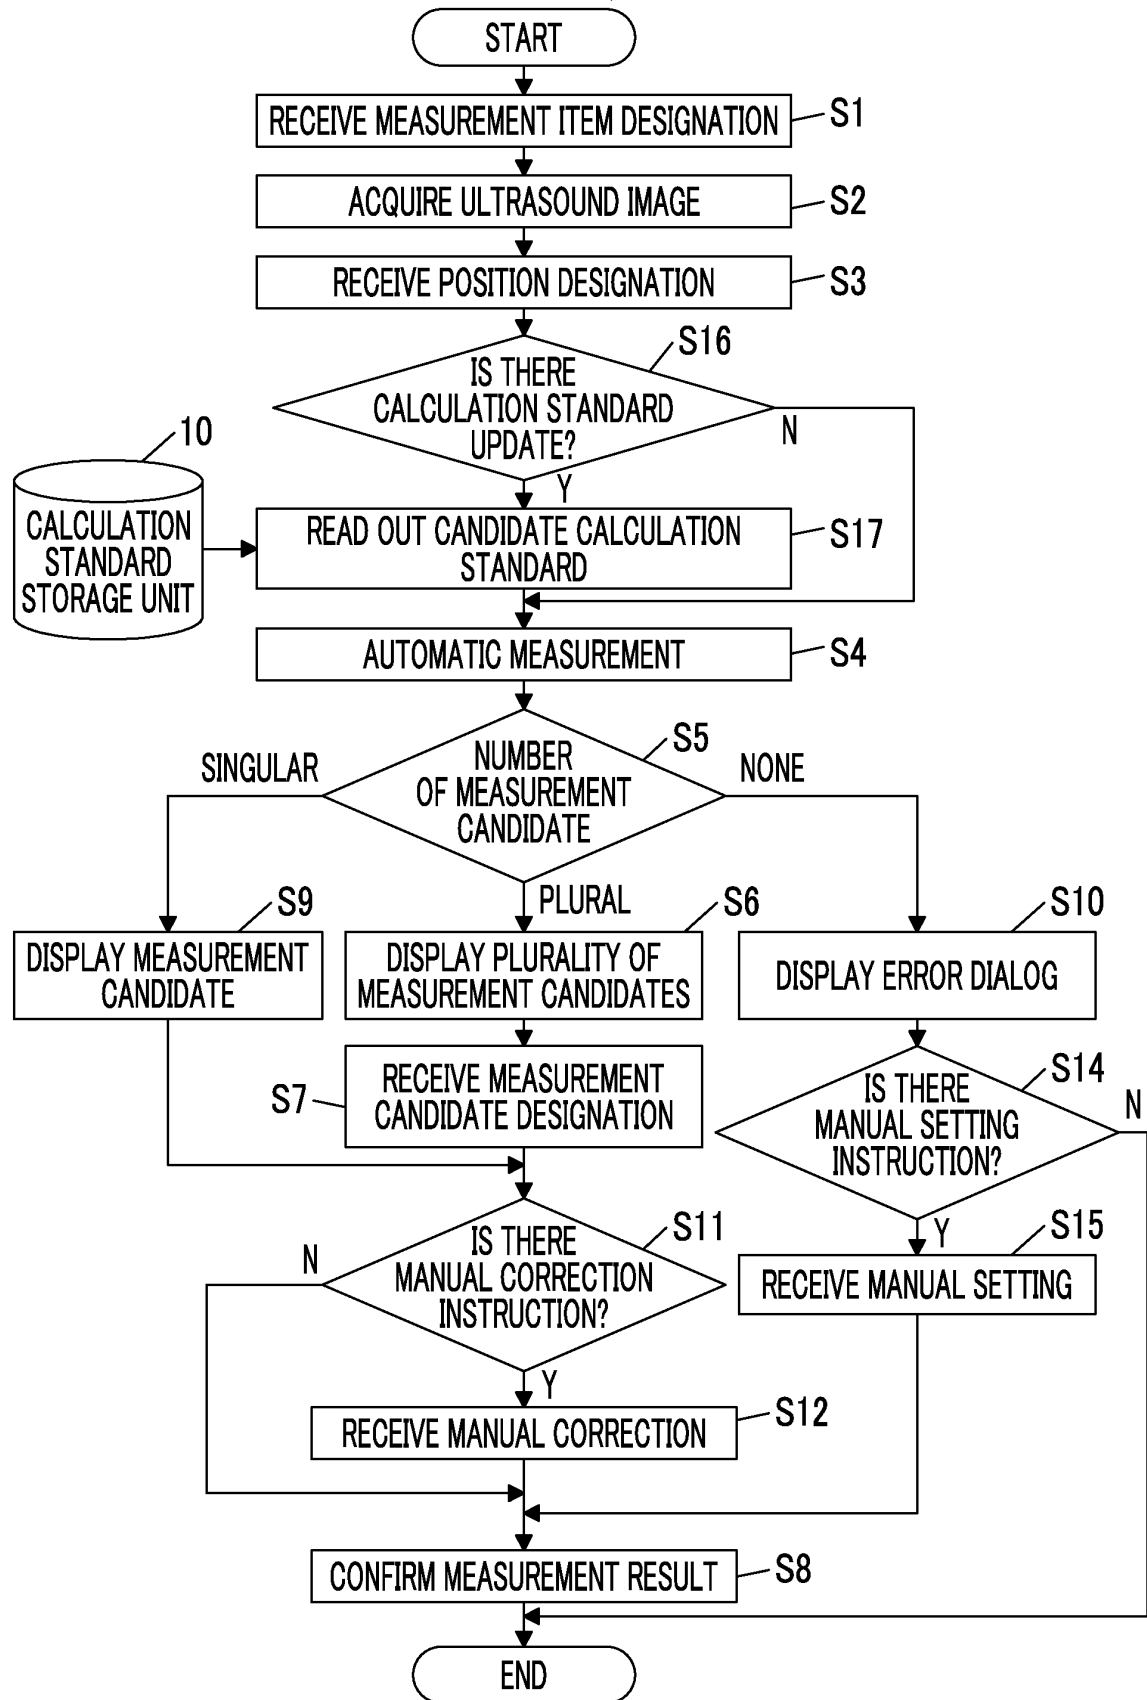 START
RECEIVE MEASUREMENT ITEM DESIGNATION
S1
ACQUIRE ULTRASOUND IMAGE
S2
RECEIVE POSITION DESIGNATION
S3
S16
IS THERE
CALCULATION STANDARD
UPDATE?
N
Y
10
CALCULATION
STANDARD
STORAGE UNIT
READ OUT CANDIDATE CALCULATION
STANDARD
S17
AUTOMATIC MEASUREMENT
S4
S5
NUMBER
OF MEASUREMENT
CANDIDATE
SINGULAR
NONE
PLURAL
S9
DISPLAY MEASUREMENT
CANDIDATE
S6
DISPLAY PLURALITY OF
MEASUREMENT CANDIDATES
S10
DISPLAY ERROR DIALOG
S7
RECEIVE MEASUREMENT
CANDIDATE DESIGNATION
S14
IS THERE
MANUAL SETTING
INSTRUCTION?
N
Y
S11
IS THERE
MANUAL CORRECTION
INSTRUCTION?
N
Y
S15
RECEIVE MANUAL SETTING
RECEIVE MANUAL CORRECTION
S12
CONFIRM MEASUREMENT RESULT
S8
END